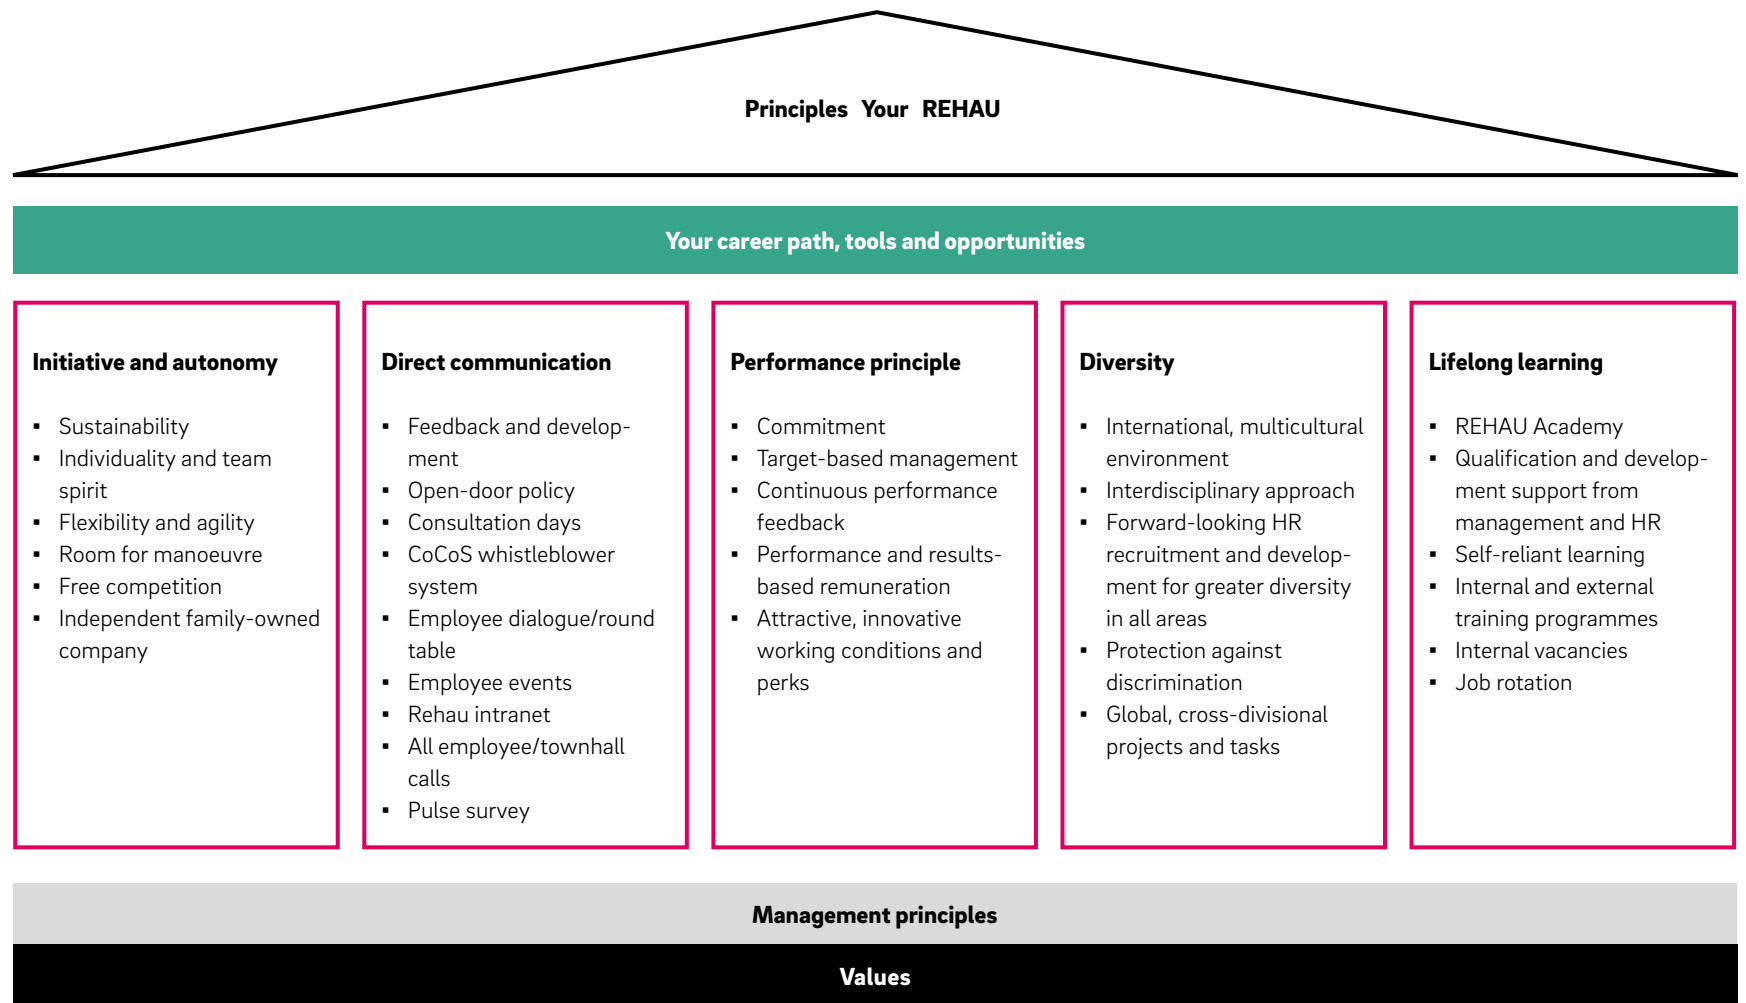 Principles Your REHAU
Your career path, tools and opportunities
Initiative and autonomy
▪ Sustainability
▪ Individuality and team
spirit
▪ Flexibility and agility
▪ Room for manoeuvre
▪ Free competition
▪ Independent family-owned
company
Direct communication
▪ Feedback and develop-
ment
▪ Open-door policy
▪ Consultation days
▪ CoCoS whistleblower
system
▪ Employee dialogue/round
table
▪ Employee events
▪ Rehau intranet
▪ All employee/townhall
calls
▪ Pulse survey
Performance principle
▪ Commitment
▪ Target-based management
▪ Continuous performance
feedback
▪ Performance and results-
based remuneration
▪ Attractive, innovative
working conditions and
perks
Diversity
▪ International, multicultural
environment
▪ Interdisciplinary approach
▪ Forward-looking HR
recruitment and develop-
ment for greater diversity
in all areas
▪ Protection against
discrimination
▪ Global, cross-divisional
projects and tasks
Lifelong learning
▪ REHAU Academy
▪ Qualification and develop-
ment support from
management and HR
▪ Self-reliant learning
▪ Internal and external
training programmes
▪ Internal vacancies
▪ Job rotation
Management principles
Values